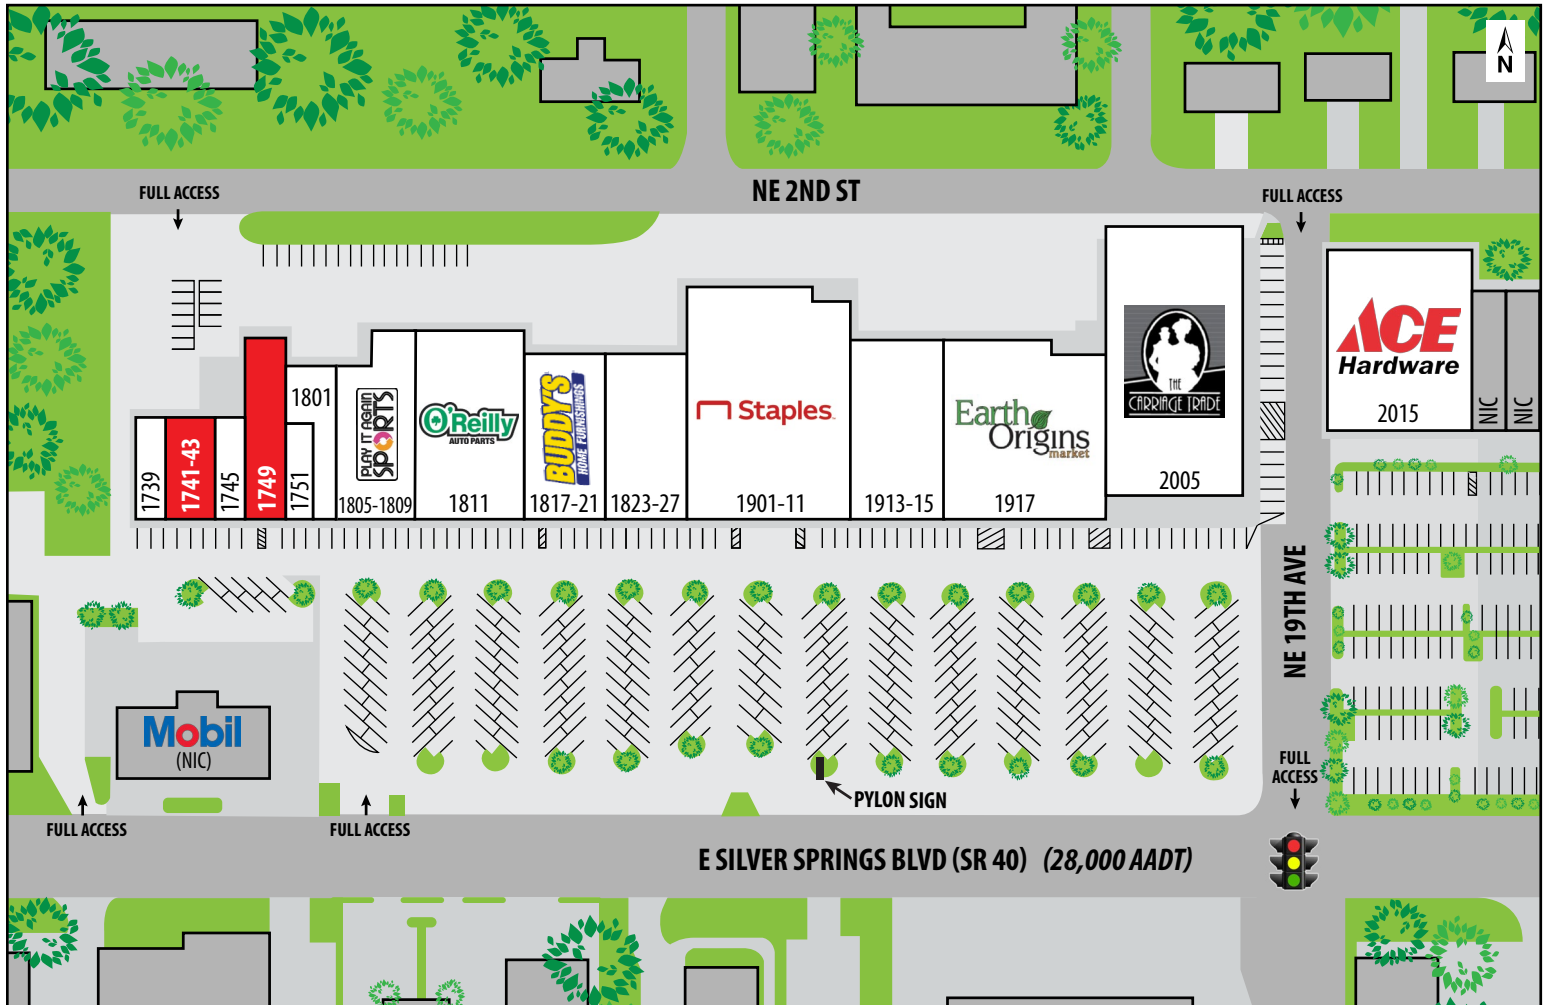 N
NE 2ND ST
FULL ACCESS
FULL ACCESS
1739
1741-43
1745
1749
1751
1801
PLAY IT AGAIN
SPORTS
1805-1809
O'Reilly
AUTO PARTS
1811
BUDDY'S
HOME FURNISHINGS
1817-21
1823-27
Staples
1901-11
1913-15
Earth
Origins
market
1917
THE
CARRIAGE TRADE
2005
ACE
Hardware
2015
NIC
NIC
NE 19TH AVE
Mobil
(NIC)
FULL
ACCESS
PYLON SIGN
FULL ACCESS
FULL ACCESS
E SILVER SPRINGS BLVD (SR 40) (28,000 AADT)